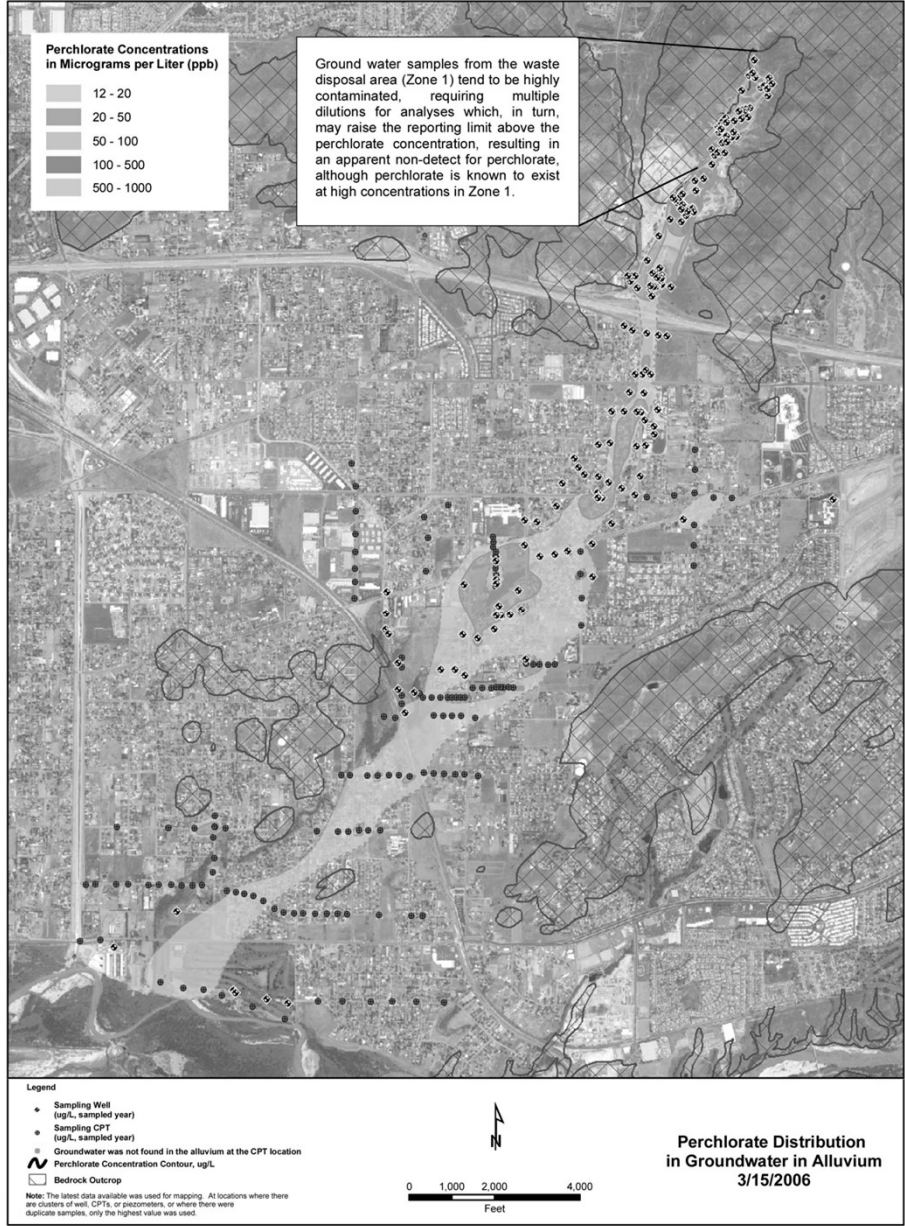 Perchlorate Concentrations
in Micrograms per Liter (ppb)
12 - 20
20 - 50
50 - 100
100 - 500
500 - 1000
Ground water samples from the waste
disposal area (Zone 1) tend to be highly
contaminated, requiring multiple
dilutions for analyses which, in turn,
may raise the reporting limit above the
perchlorate concentration, resulting in
an apparent non-detect for perchlorate,
although perchlorate is known to exist
at high concentrations in Zone 1.
Legend
Sampling Well
(ug/L, sampled year)
Sampling CPT
(ug/L, sampled year)
Groundwater was not found in the alluvium at the CPT location
Perchlorate Concentration Contour, ug/L
Bedrock Outcrop
Note: The latest data available was used for mapping. At locations where there
are clusters of well, CPTs, or piezometers, or where there were
duplicate samples, only the highest value was used.
N
0 1,000 2,000 4,000
Feet
Perchlorate Distribution
in Groundwater in Alluvium
3/15/2006